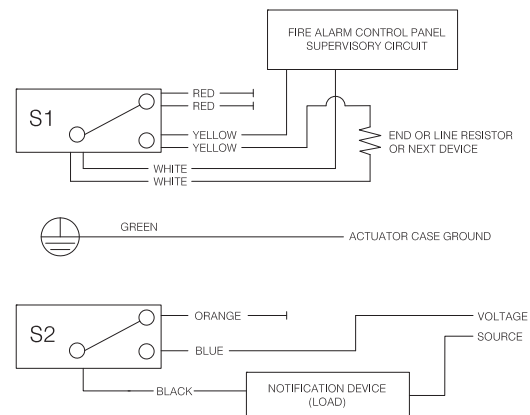 FIRE ALARM CONTROL PANEL
SUPERVISORY CIRCUIT
S1
RED
RED
YELLOW
YELLOW
WHITE
WHITE
END OR LINE RESISTOR
OR NEXT DEVICE
GREEN
ACTUATOR CASE GROUND
S2
ORANGE
BLUE
BLACK
NOTIFICATION DEVICE
(LOAD)
VOLTAGE
SOURCE